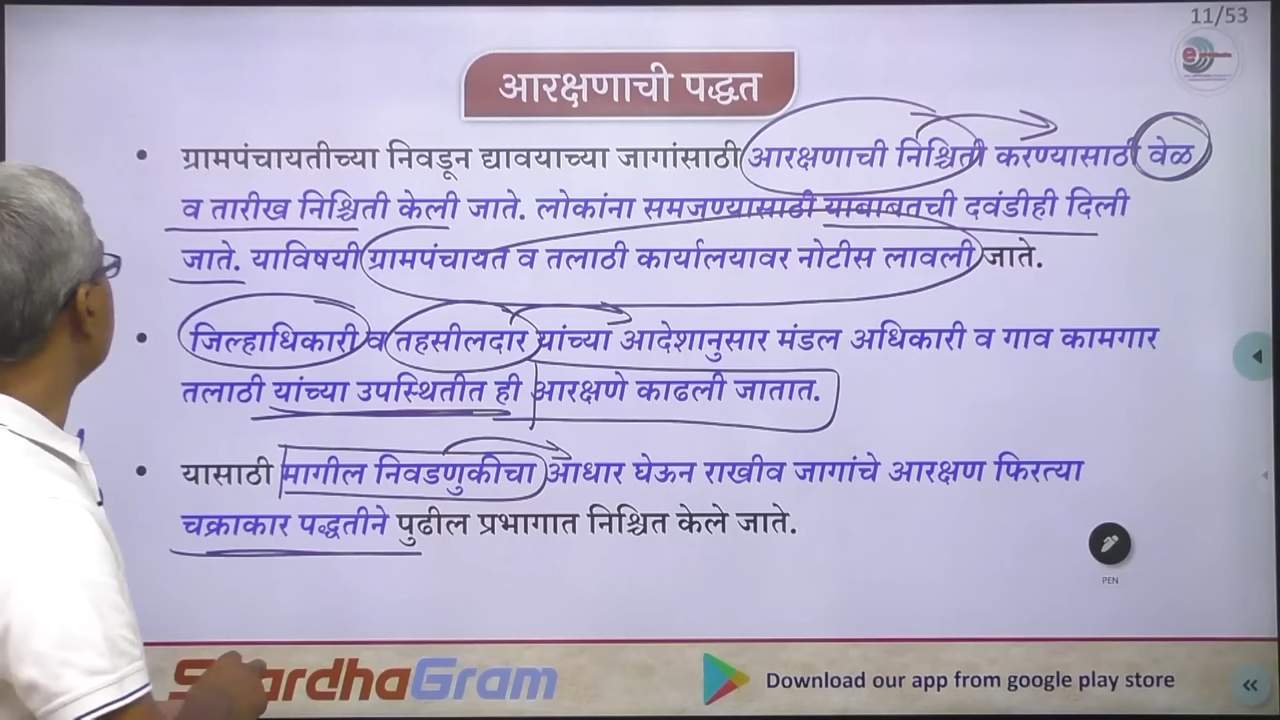 11/53
आरक्षणाची पद्धत
• ग्रामपंचायतीच्या निवडून द्यावयाच्या जागांसाठी आरक्षणाची निश्चिती करण्यासाठी वेळ
व तारीख निश्चिती केली जाते. लोकांना समजण्यासाठी याबाबतची दवंडीही दिली
जाते. याविषयी ग्रामपंचायत व तलाठी कार्यालयावर नोटीस लावली जाते.
• जिल्हाधिकारी व तहसीलदार यांच्या आदेशानुसार मंडल अधिकारी व गाव कामगार
तलाठी यांच्या उपस्थितीत ही आरक्षणे काढली जातात.
• यासाठी मागील निवडणुकीचा आधार घेऊन राखीव जागांचे आरक्षण फिरत्या
चक्राकार पद्धतीने पुढील प्रभागात निश्चित केले जाते.
PEN
Download our app from google play store